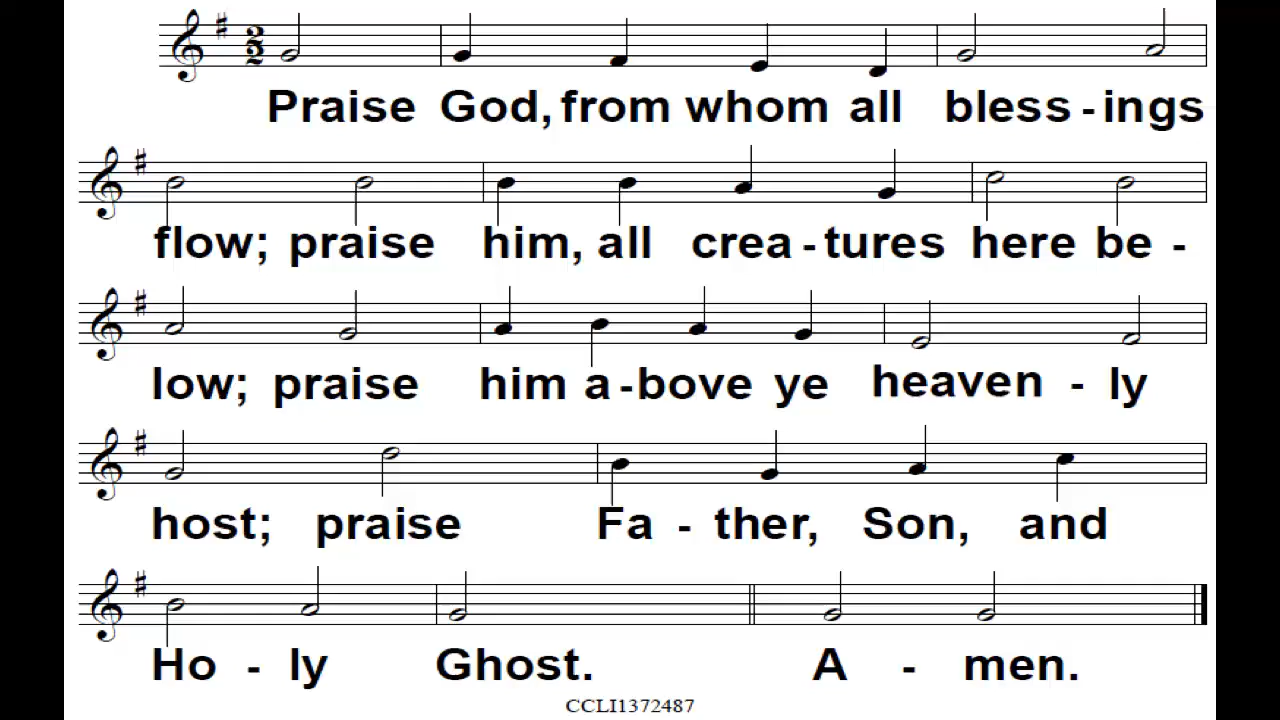 2
2
Praise God, from whom all bless - ings
flow; praise him, all crea - tures here be -
low; praise him a - bove ye heaven - ly
host; praise Fa - ther, Son, and
Ho - ly Ghost. A - men.
CCLI1372487